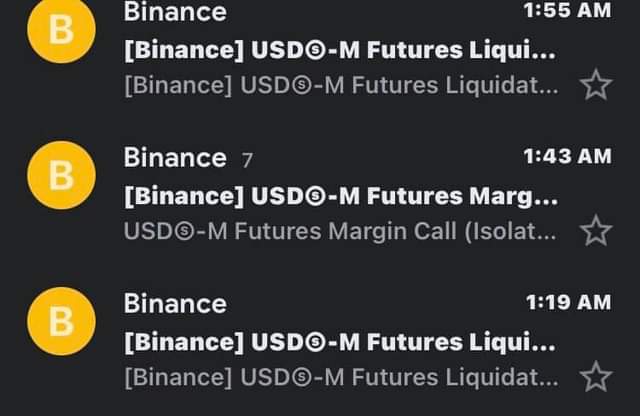 B
Binance 1:55 AM
[Binance] USDⓈ-M Futures Liqui...
[Binance] USDⓈ-M Futures Liquidat...
B
Binance 7 1:43 AM
[Binance] USDⓈ-M Futures Marg...
USDⓈ-M Futures Margin Call (Isolat...
B
Binance 1:19 AM
[Binance] USDⓈ-M Futures Liqui...
[Binance] USDⓈ-M Futures Liquidat...